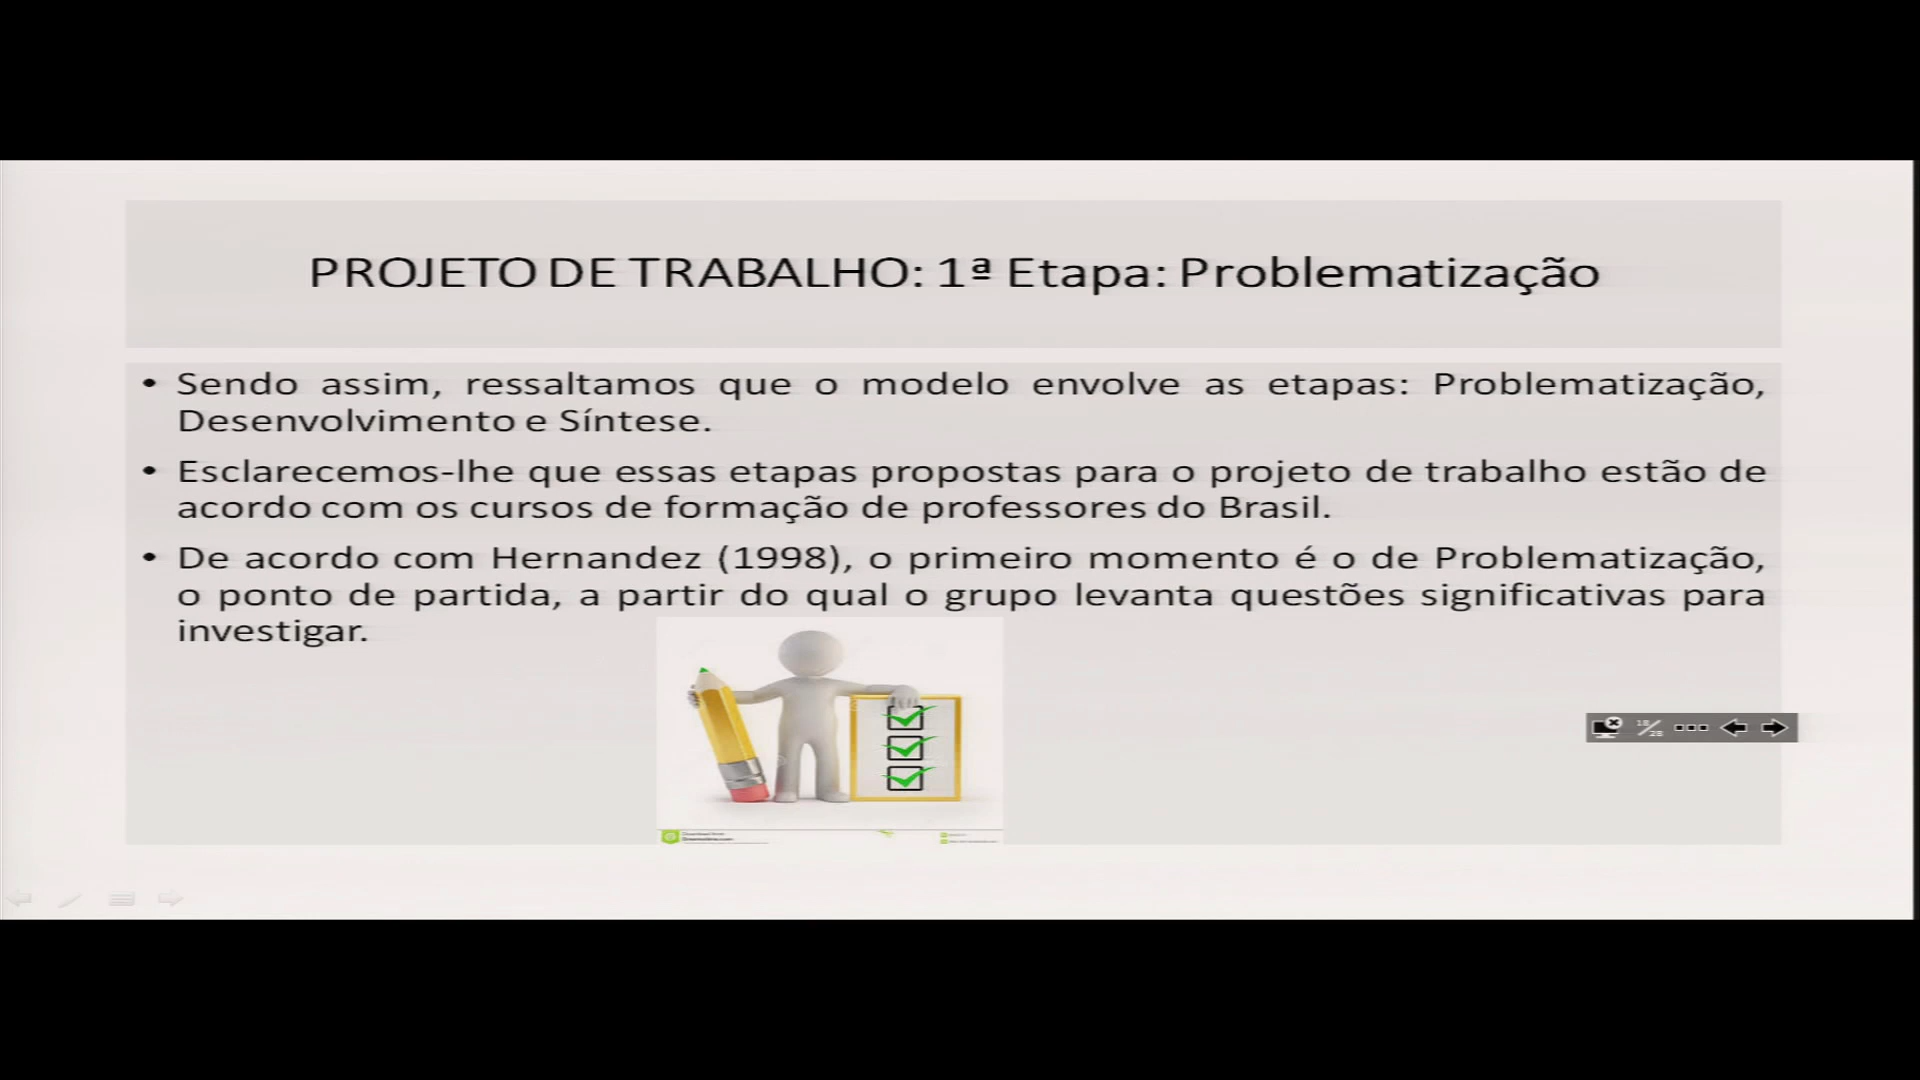 PROJETO DE TRABALHO: 1ª Etapa: Problematização
• Sendo assim, ressaltamos que o modelo envolve as etapas: Problematização,
Desenvolvimento e Síntese.
• Esclarecemos-lhe que essas etapas propostas para o projeto de trabalho estão de
acordo com os cursos de formação de professores do Brasil.
• De acordo com Hernandez (1998), o primeiro momento é o de Problematização,
o ponto de partida, a partir do qual o grupo levanta questões significativas para
investigar.
18/28